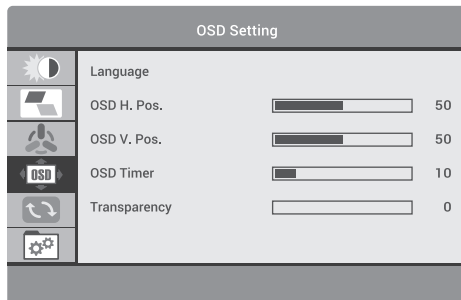 OSD Setting
Language
OSD H. Pos. 50
OSD V. Pos. 50
OSD OSD Timer 10
Transparency 0